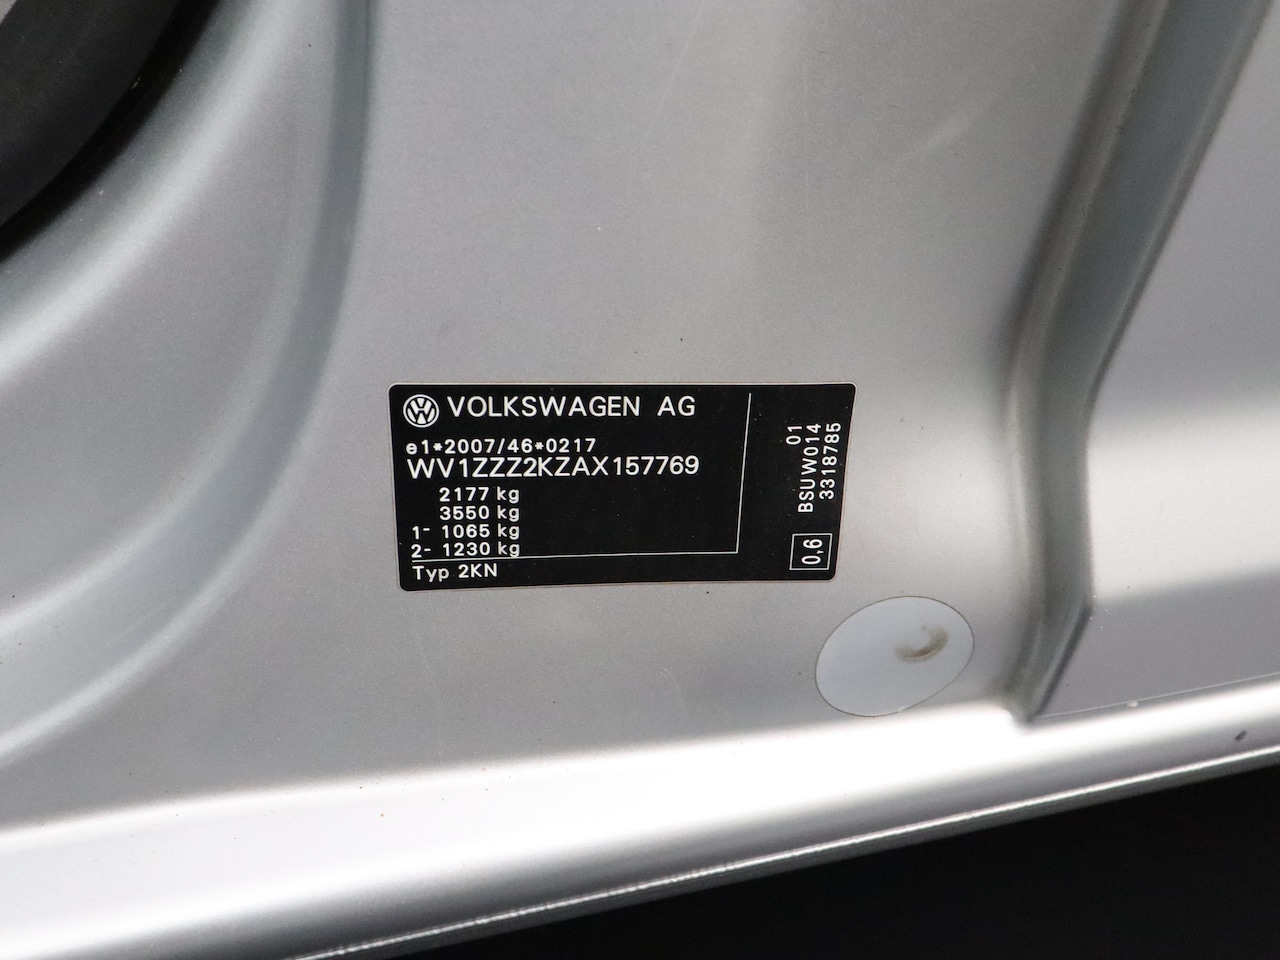 VOLKSWAGEN AG
e1*2007/46*0217
WV1ZZZ2KZAX157769
2177 kg
3550 kg
1- 1065 kg
2- 1230 kg
Typ 2KN
01
BSUW014
3318785
0,6